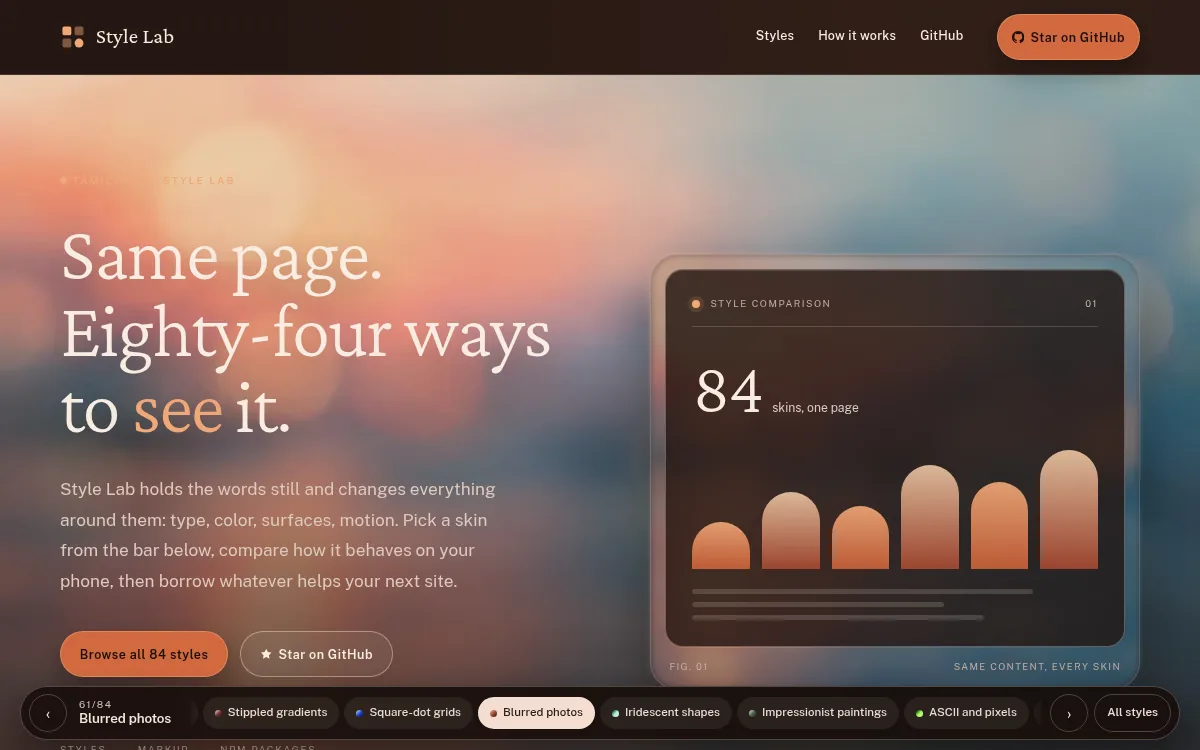 Style Lab
Styles How it works GitHub Star on GitHub
STYLE LAB
Same page.
Eighty-four ways
to see it.
Style Lab holds the words still and changes everything
around them: type, color, surfaces, motion. Pick a skin
from the bar below, compare how it behaves on your
phone, then borrow whatever helps your next site.
Browse all 84 styles Star on GitHub
STYLE COMPARISON 01
84 skins, one page
FIG. 01 SAME CONTENT, EVERY SKIN
61/84
Blurred photos
Stippled gradients Square-dot grids Blurred photos Iridescent shapes Impressionist paintings ASCII and pixels
All styles
STYLES MARKUP NPM PACKAGES